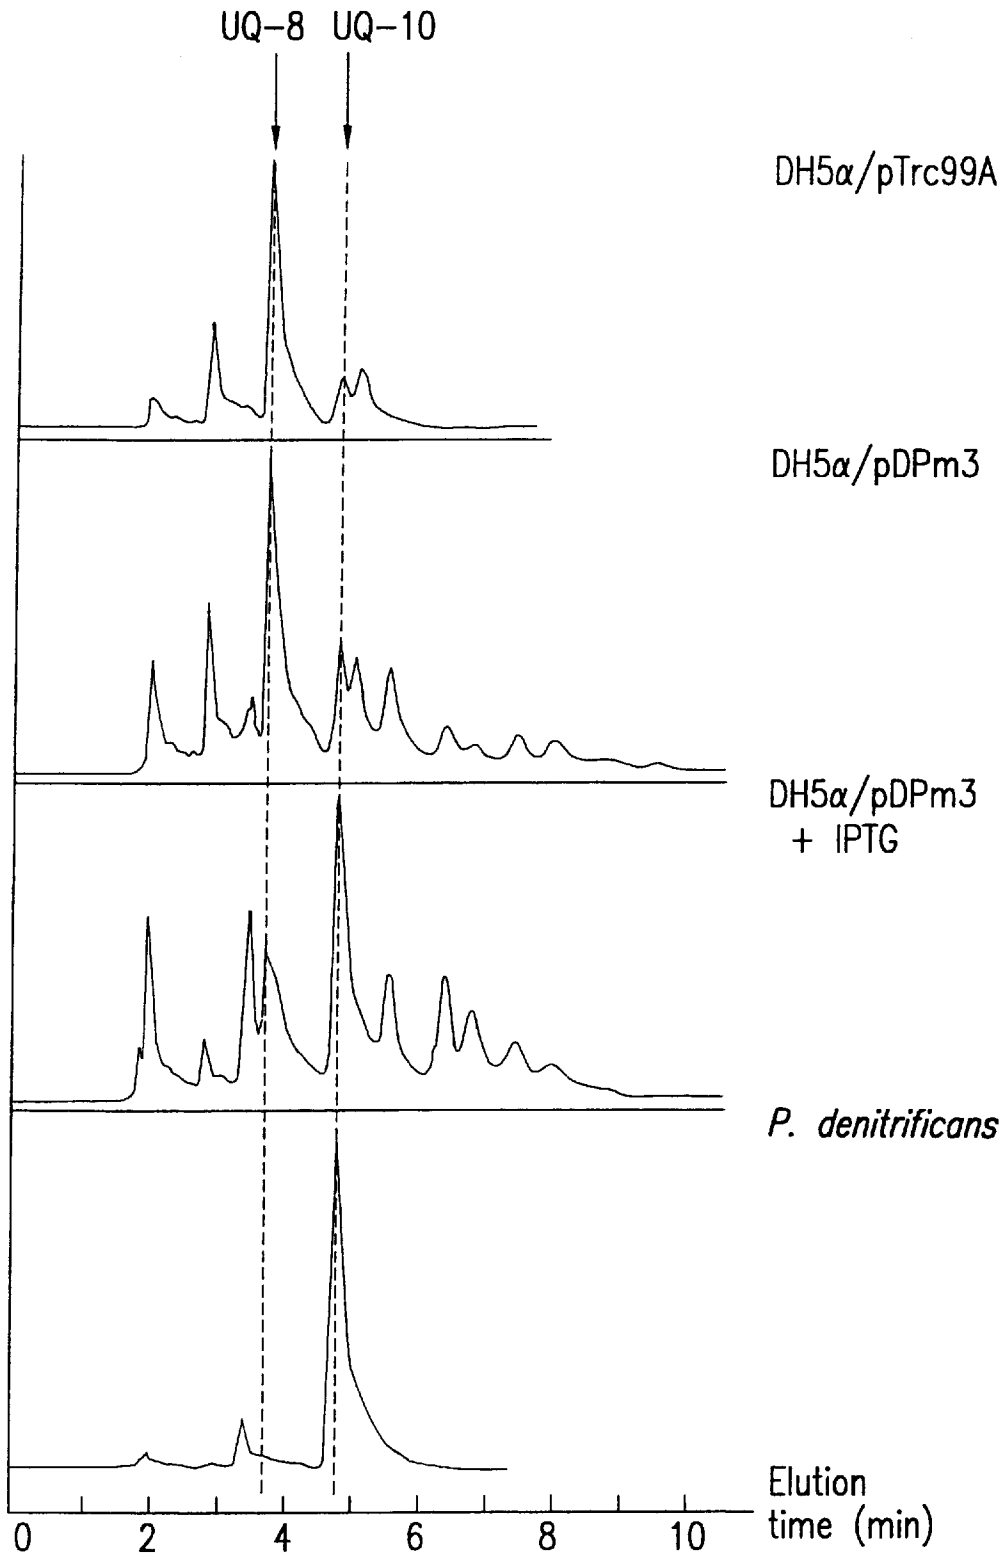 UQ-8 UQ-10
DH5α/pTrc99A
DH5α/pDPm3
DH5α/pDPm3
+ IPTG
P. denitrificans
Elution
time (min)
0 2 4 6 8 10